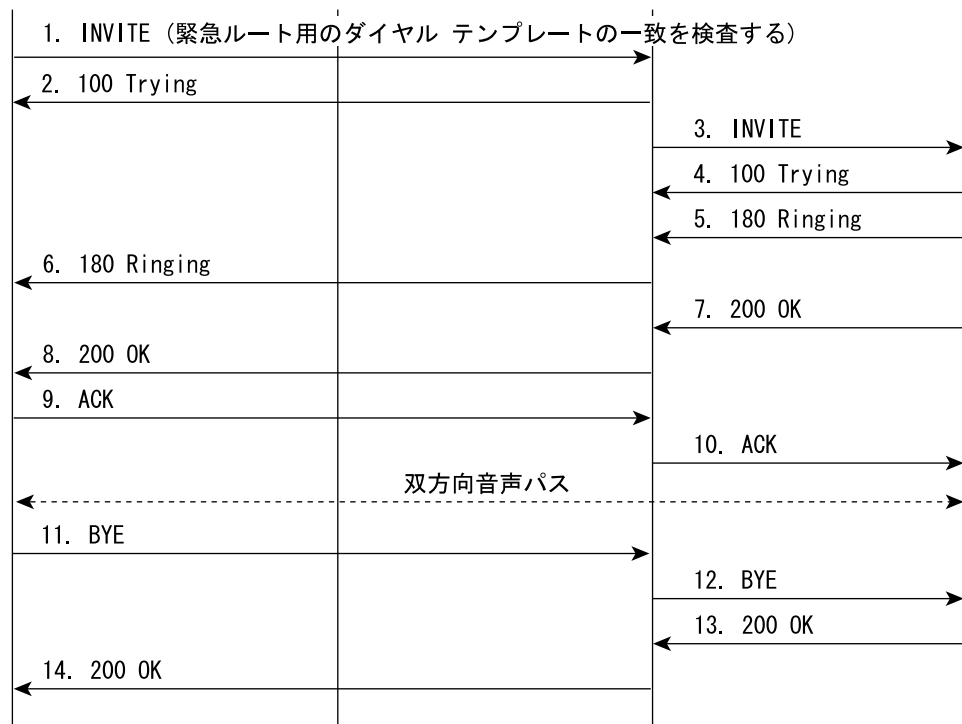 1. INVITE (緊急ルート用のダイヤル テンプレートの一致を検査する)
2. 100 Trying
3. INVITE
4. 100 Trying
5. 180 Ringing
6. 180 Ringing
7. 200 OK
8. 200 OK
9. ACK
10. ACK
双方向音声パス
11. BYE
12. BYE
13. 200 OK
14. 200 OK